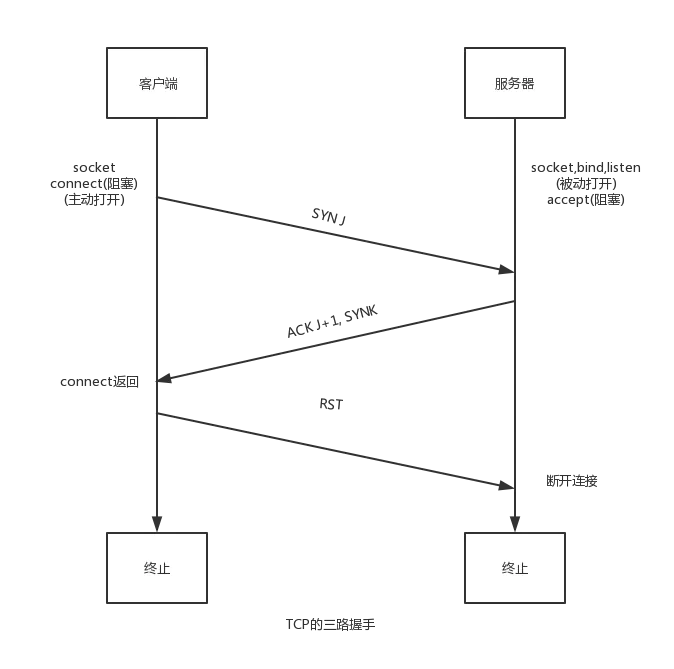 客户端
服务器
socket
connect(阻塞)
(主动打开)
socket,bind,listen
(被动打开)
accept(阻塞)
SYN J
ACK J+1, SYNK
connect返回
RST
断开连接
终止
终止
TCP的三路握手